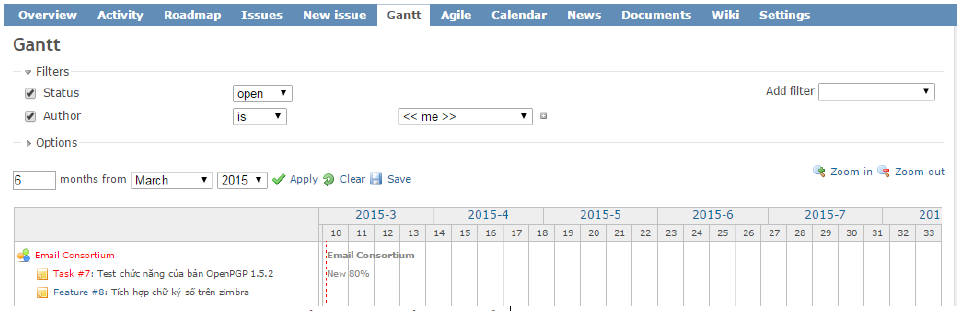 Overview Activity Roadmap Issues New issue Gantt Agile Calendar News Documents Wiki Settings
Gantt
Filters
Status open Add filter
Author is << me >>
Options
6 months from March 2015 Apply Clear Save Zoom in Zoom out
2015-3 2015-4 2015-5 2015-6 2015-7 201
10 11 12 13 14 15 16 17 18 19 20 21 22 23 24 25 26 27 28 29 30 31 32 33
Email Consortium Email Consortium
Task #7: Test chức năng của bản OpenPGP 1.5.2 New 80%
Feature #8: Tích hợp chữ ký số trên zimbra